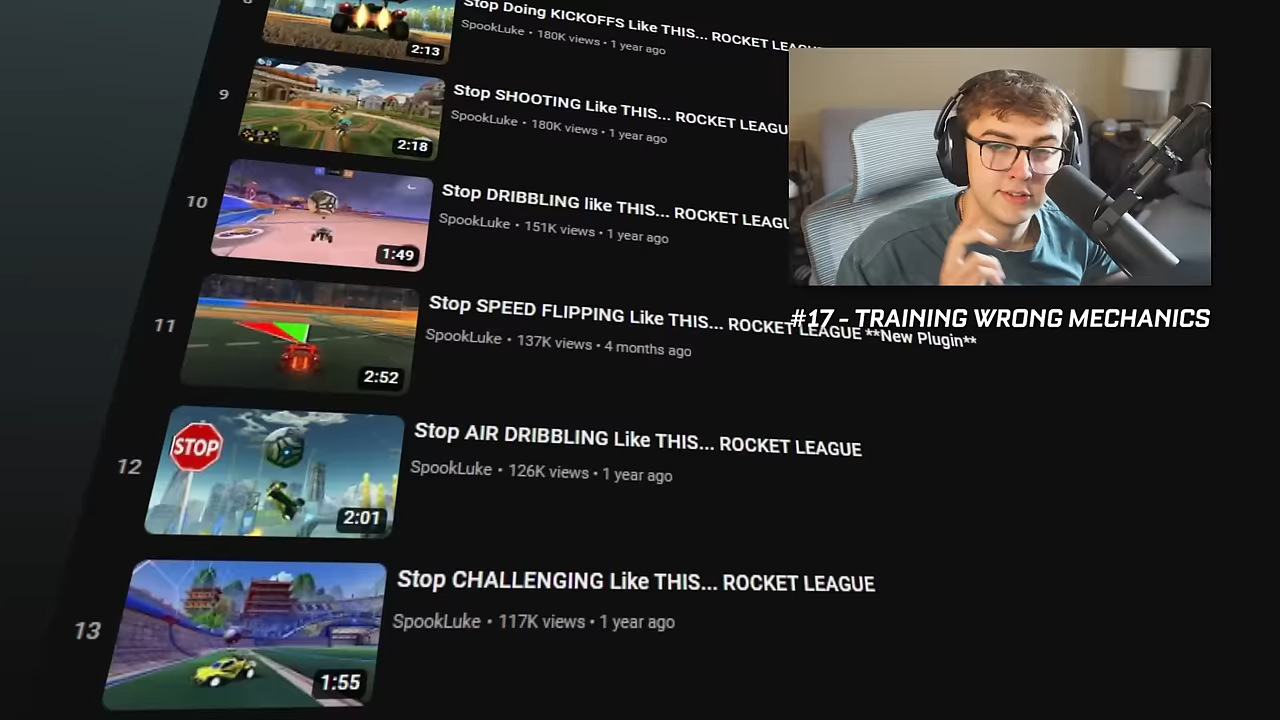 Stop Doing KICKOFFS Like THIS... ROCKET LEAGUE
SpookLuke • 180K views • 1 year ago
2:13
9
Stop SHOOTING Like THIS... ROCKET LEAGU
SpookLuke • 180K views • 1 year ago
2:18
10
Stop DRIBBLING like THIS... ROCKET LEAGU
SpookLuke • 151K views • 1 year ago
1:49
#17 - TRAINING WRONG MECHANICS
11
Stop SPEED FLIPPING Like THIS... ROCKET LEAGUE **New Plugin**
SpookLuke • 137K views • 4 months ago
2:52
12
STOP
Stop AIR DRIBBLING Like THIS... ROCKET LEAGUE
SpookLuke • 126K views • 1 year ago
2:01
13
Stop CHALLENGING Like THIS... ROCKET LEAGUE
SpookLuke • 117K views • 1 year ago
1:55